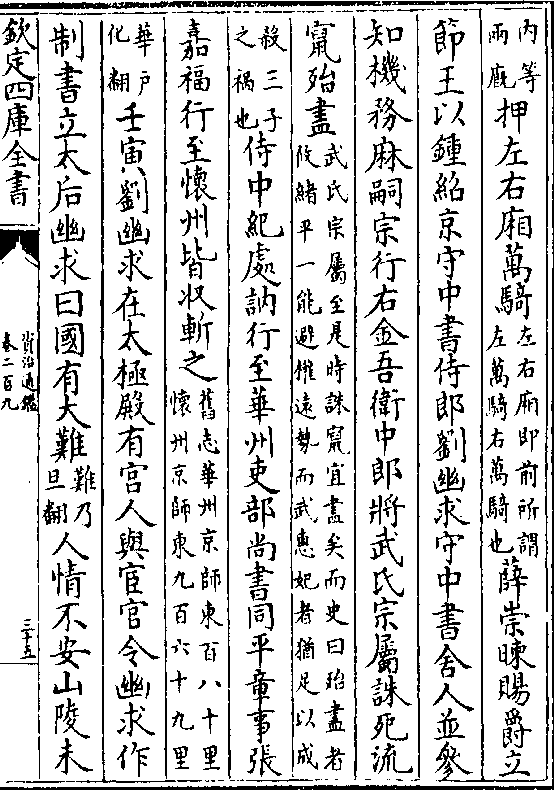 内等
兩廐押左右廂萬騎左右廂即前所謂
左萬騎右萬騎也薛崇暕賜爵立
節王以鍾紹京守中書侍郎劉幽求守中書舍人並參
知機務麻嗣宗行右金吾衛中郎將武氏宗屬誅死流
竄殆盡武氏宗屬至是時誅竄宜盡矣而史曰殆盡者
攸緒平一能避權遠勢而武惠妃者猶足以成
殺三子
之禍也侍中紀處訥行至華州吏部尚書同平章事張
嘉福行至懷州皆收斬之舊志華州京師東百八十里
懷州京師東九百六十九里
華戸
化翻壬寅劉幽求在太極殿有宮人與宦官令幽求作
制書立太后幽求曰國有大難難乃
旦翻人情不安山陵未
欽定四庫全書
資治通鑑
卷二百九
三十五